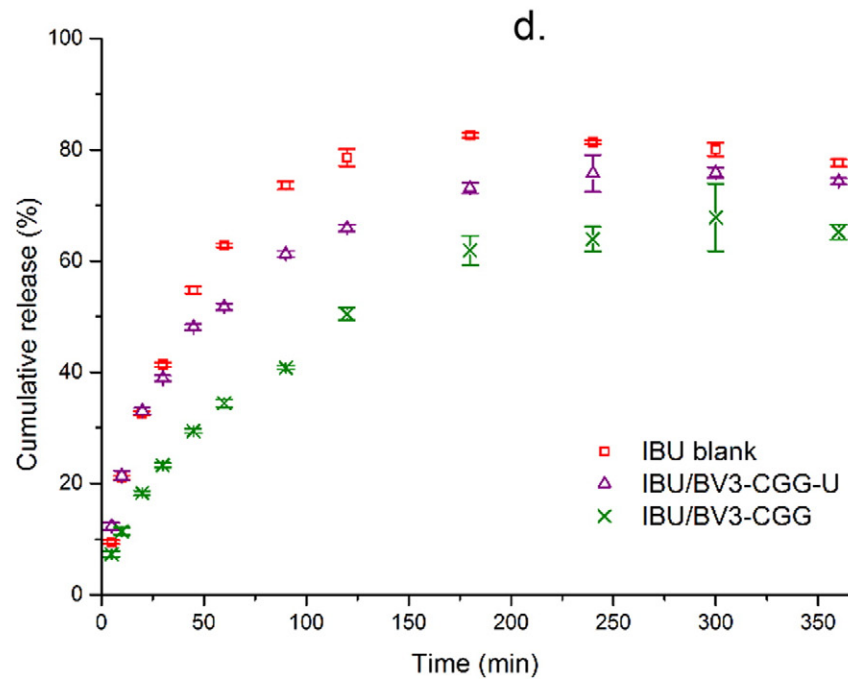 d.
Cumulative release (%)
100
80
60
40
20
0
IBU blank
IBU/BV3-CGG-U
IBU/BV3-CGG
0 50 100 150 200 250 300 350
Time (min)